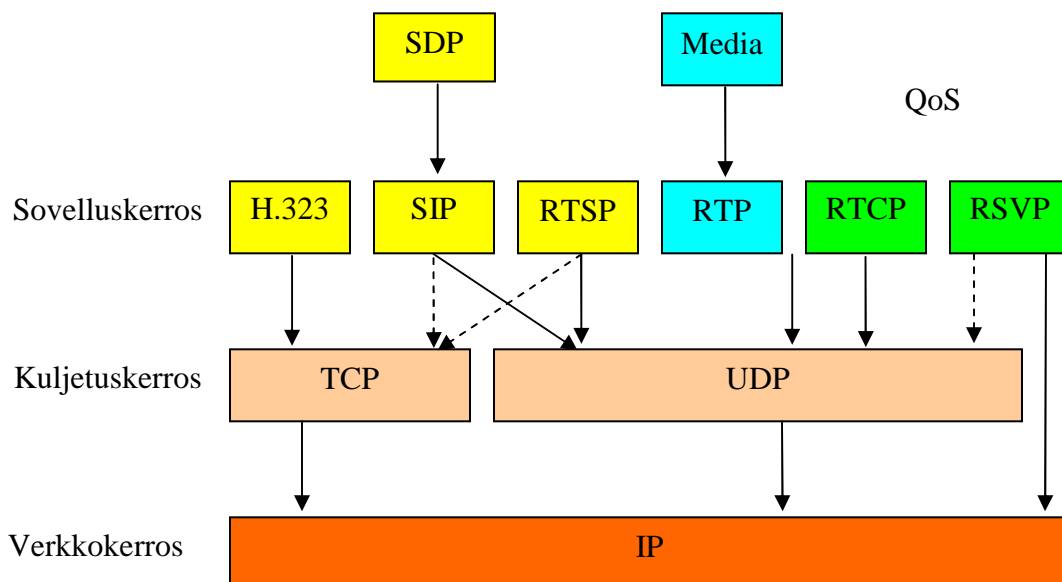 SDP
Media
QoS
Sovelluskerros
H.323
SIP
RTSP
RTP
RTCP
RSVP
Kuljetuskerros
TCP
UDP
Verkkokerros
IP